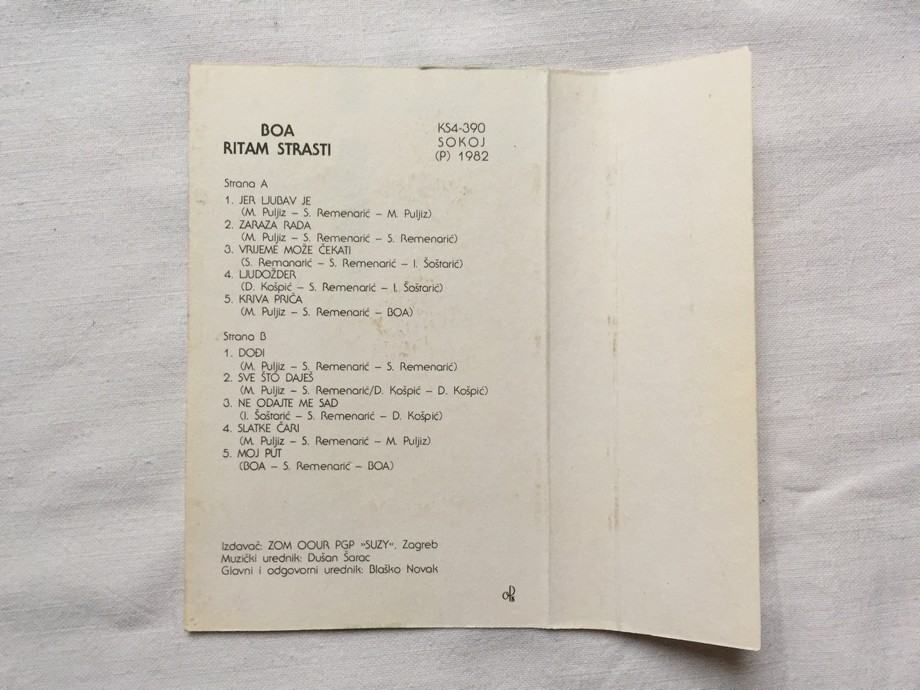 BOA
RITAM STRASTI
KS4-390
SOKOJ
(P) 1982
Strana A
1. JER LJUBAV JE
(M. Puljiz – S. Remenarić – M. Puljiz)
2. ZARAZA RADA
(M. Puljiz – S. Remenarić – S. Remenarić)
3. VRIJEME MOŽE ČEKATI
(S. Remanarić – S. Remenarić – I. Šoštarić)
4. LJUDOŽDER
(D. Košpić – S. Remenarić – I. Šoštarić)
5. KRIVA PRIČA
(M. Puljiz – S. Remenarić – BOA)
Strana B
1. DOĐI
(M. Puljiz – S. Remenarić – S. Remenarić)
2. SVE ŠTO DAJEŠ
(M. Puljiz – S. Remenarić/D. Košpić – D. Košpić)
3. NE ODAJTE ME SAD
(I. Šoštarić – S. Remenarić – D. Košpić)
4. SLATKE ČARI
(M. Puljiz – S. Remenarić – M. Puljiz)
5. MOJ PUT
(BOA – S. Remenarić – BOA)
Izdavač: ZOM OOUR PGP »SUZY«, Zagreb
Muzički urednik: Dušan Šarac
Glavni i odgovorni urednik: Blaško Novak